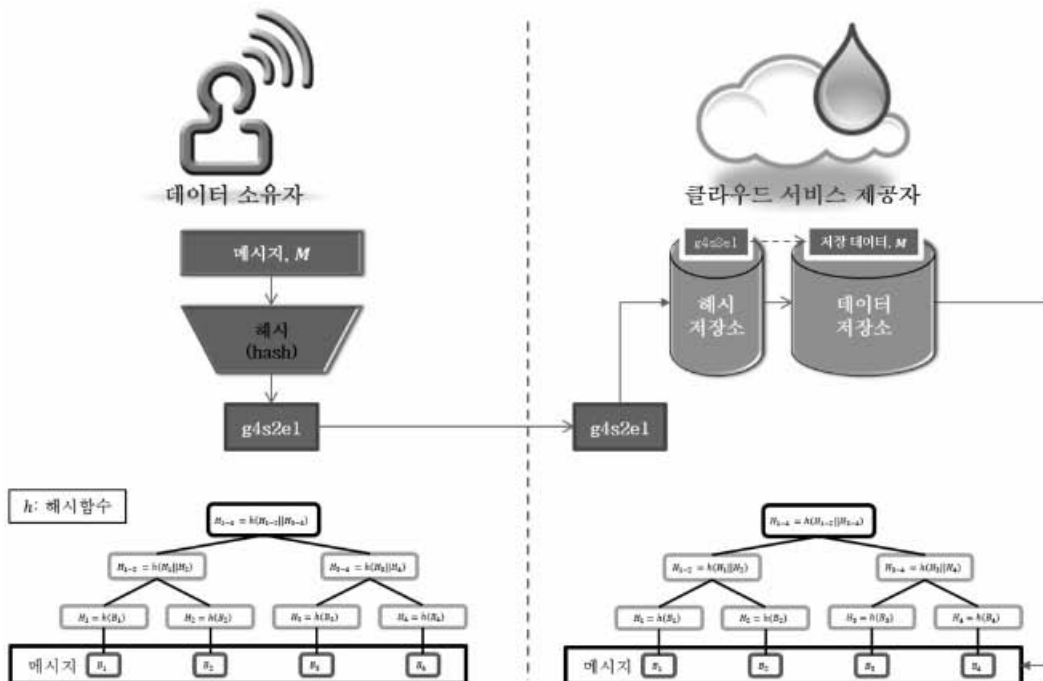 데이터 소유자
메시지, M
해시
(hash)
g4s2e1
클라우드 서비스 제공자
g4s2e1
저장 데이터, M
해시
저장소
데이터
저장소
g4s2e1
h: 해시함수
H₁₋₄ = h(H₁₋₂||H₃₋₄)
H₁₋₂ = h(H₁||H₂)
H₃₋₄ = h(H₃||H₄)
H₁ = h(B₁)
H₂ = h(B₂)
H₃ = h(B₃)
H₄ = h(B₄)
메시지
B₁
B₂
B₃
B₄
H₁₋₄ = h(H₁₋₂||H₃₋₄)
H₁₋₂ = h(H₁||H₂)
H₃₋₄ = h(H₃||H₄)
H₁ = h(B₁)
H₂ = h(B₂)
H₃ = h(B₃)
H₄ = h(B₄)
메시지
B₁
B₂
B₃
B₄